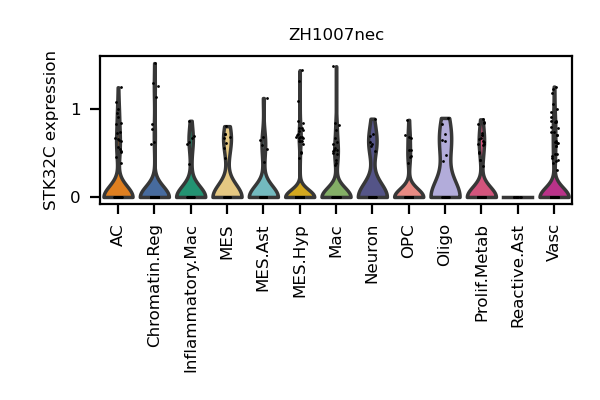 ZH1007nec
STK32C expression
1
0
AC
Chromatin.Reg
Inflammatory.Mac
MES
MES.Ast
MES.Hyp
Mac
Neuron
OPC
Oligo
Prolif.Metab
Reactive.Ast
Vasc